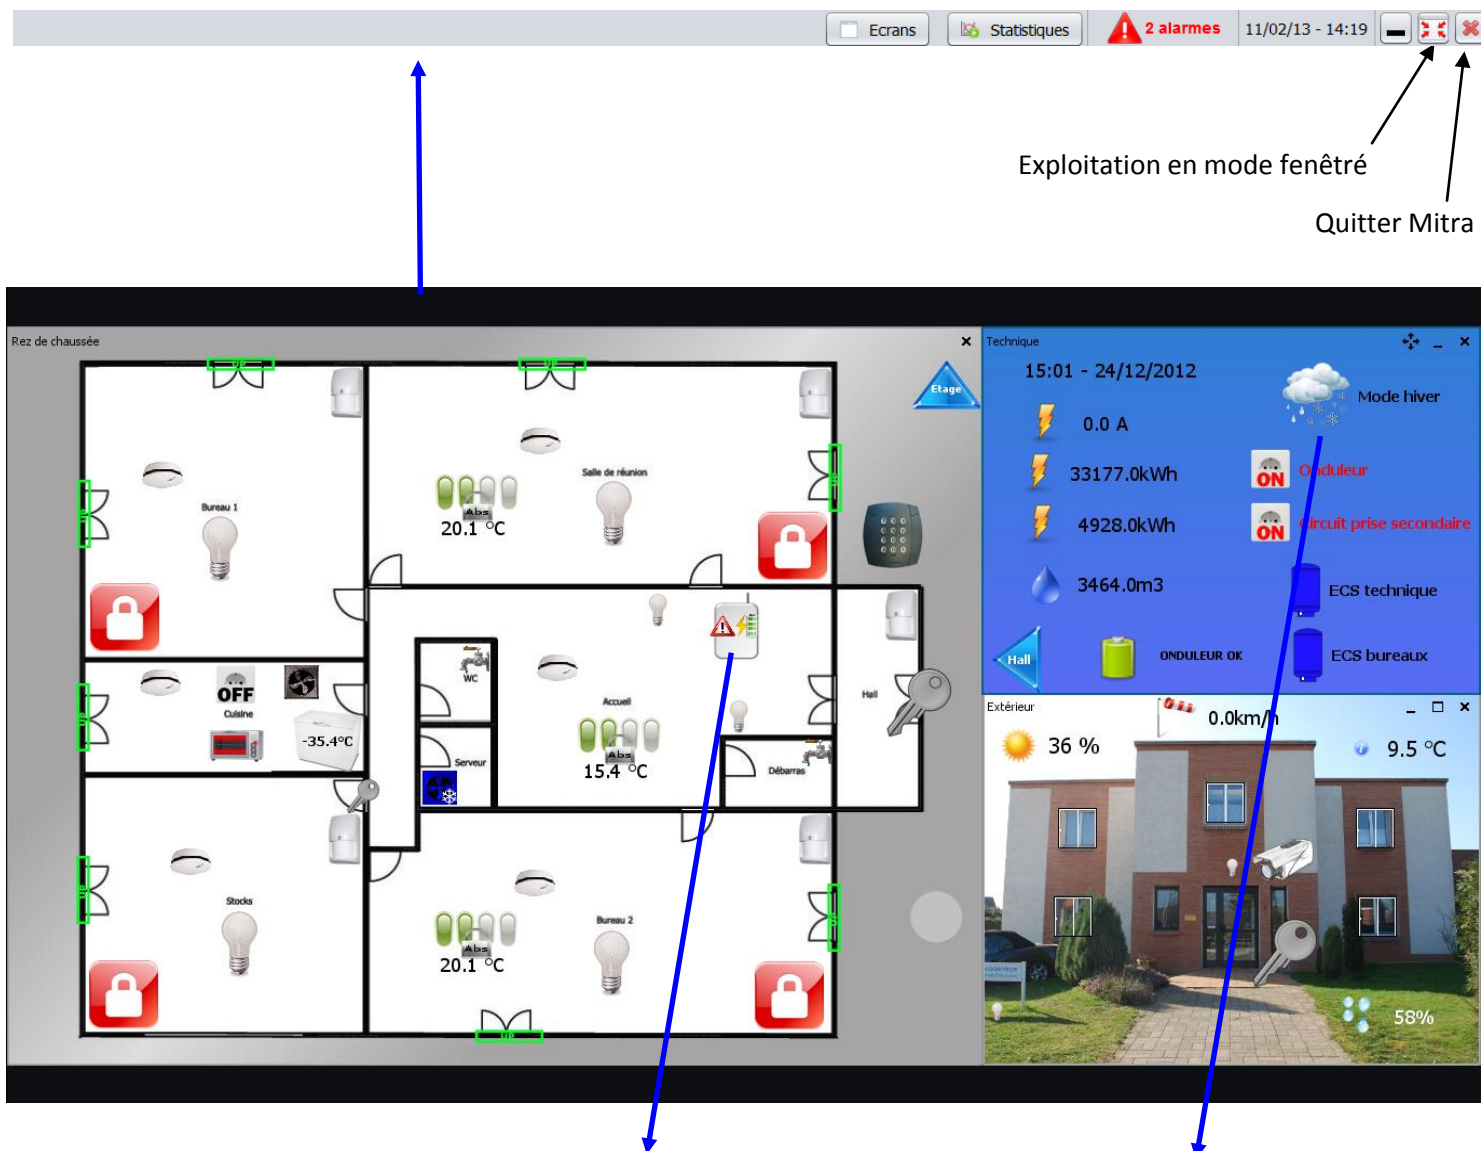 Ecrans
Statistiques
2 alarmes
11/02/13 - 14:19
Exploitation en mode fenêtré
Quitter Mitra
Rez de chaussée
Etage
Bureau 1
Salle de réunion
Abs
20.1 °C
OFF
Cuisine
-35.4°C
WC
Serveur
Accueil
Abs
15.4 °C
Débarras
Hall
Stocks
Abs
20.1 °C
Bureau 2
UP
Technique
15:01 - 24/12/2012
Mode hiver
0.0 A
33177.0kWh
ON
Onduleur
4928.0kWh
ON
Circuit prise secondaire
3464.0m3
ECS technique
Hall
ONDULEUR OK
ECS bureaux
Extérieur
0.0km/h
36 %
9.5 °C
58%